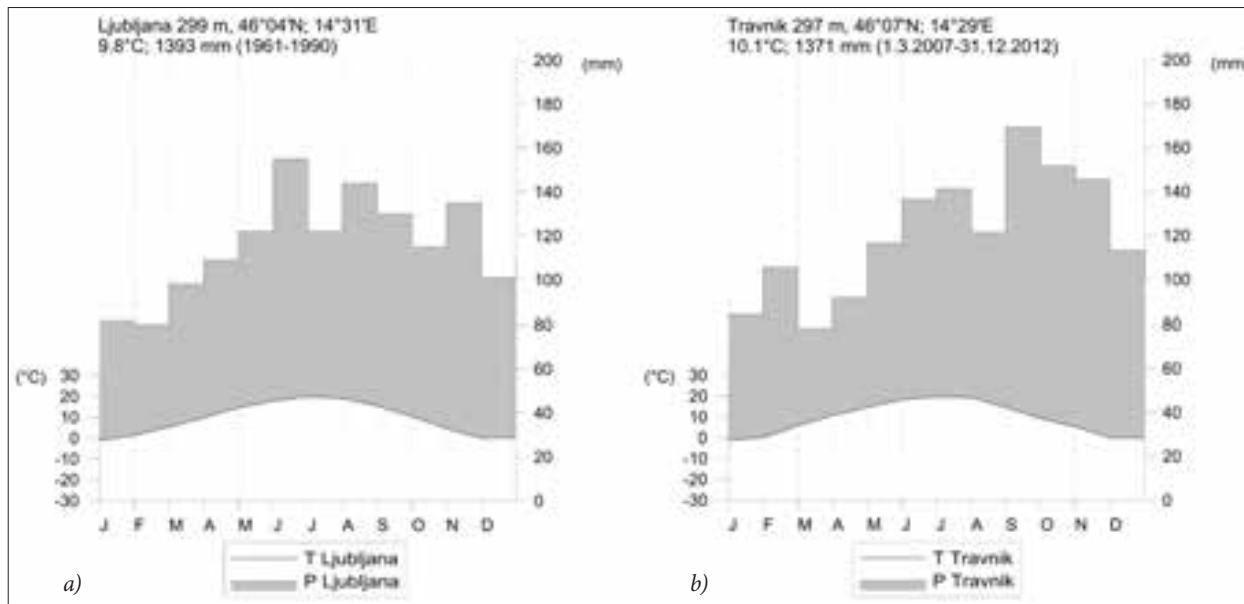 Ljubljana 299 m, 46°04'N; 14°31'E
9.8°C; 1393 mm (1961-1990)
200 (mm)
180
160
140
120
100
80
60
40
20
0
(°C) 30
20
10
0
-10
-20
-30
J F M A M J J A S O N D
T Ljubljana
P Ljubljana
a)
Travnik 297 m, 46°07'N; 14°29'E
10.1°C; 1371 mm (1.3.2007-31.12.2012)
200 (mm)
180
160
140
120
100
80
60
40
20
0
(°C) 30
20
10
0
-10
-20
-30
J F M A M J J A S O N D
T Travnik
P Travnik
b)